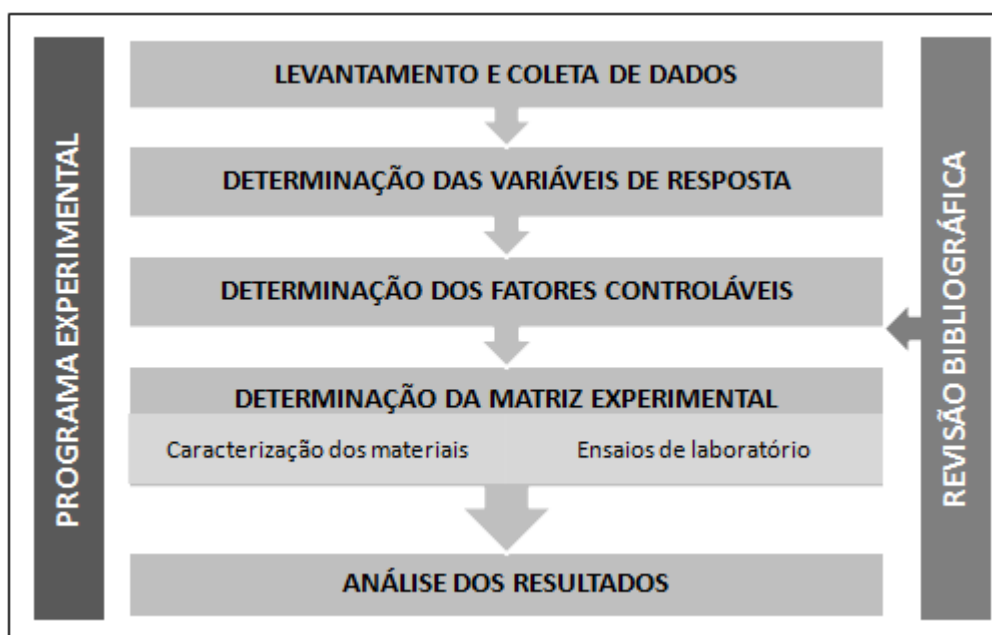 PROGRAMA EXPERIMENTAL
LEVANTAMENTO E COLETA DE DADOS
DETERMINAÇÃO DAS VARIÁVEIS DE RESPOSTA
DETERMINAÇÃO DOS FATORES CONTROLÁVEIS
DETERMINAÇÃO DA MATRIZ EXPERIMENTAL
Caracterização dos materiais
Ensaios de laboratório
ANÁLISE DOS RESULTADOS
REVISÃO BIBLIOGRÁFICA